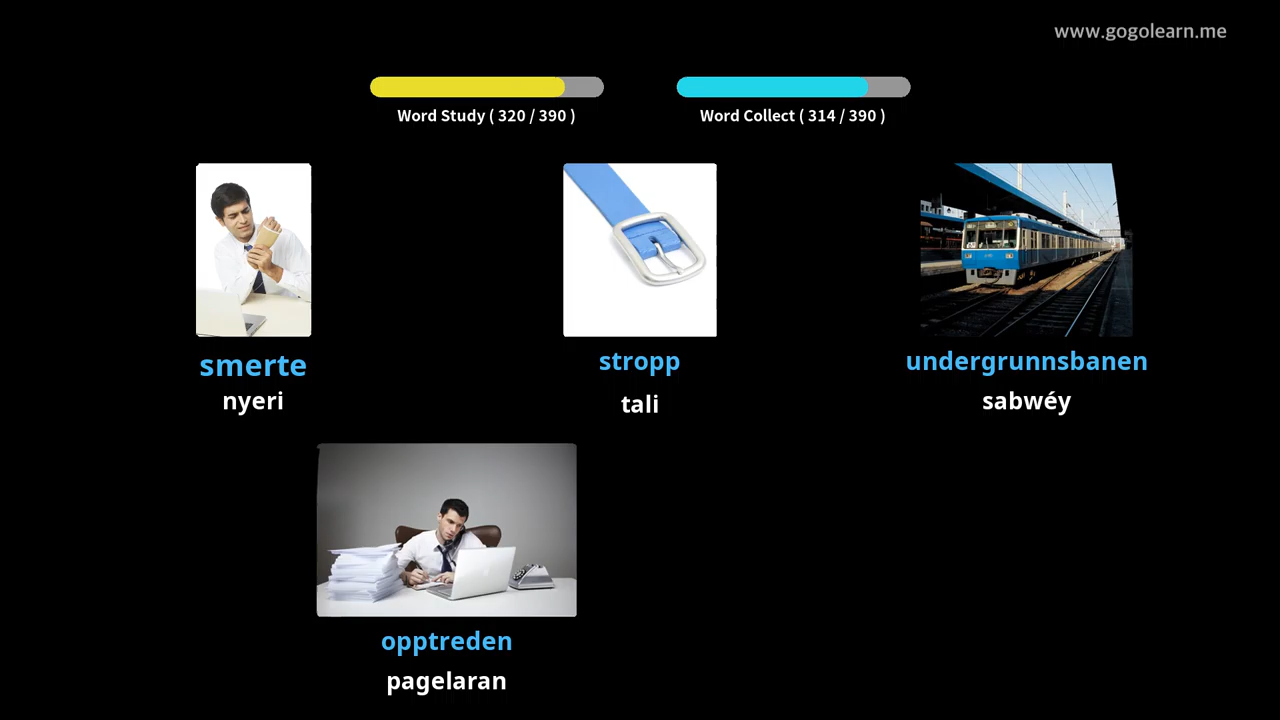 www.gogolearn.me
Word Study ( 320 / 390 )
Word Collect ( 314 / 390 )
smerte
nyeri
stropp
tali
undergrunnsbanen
sabwéy
opptreden
pagelaran